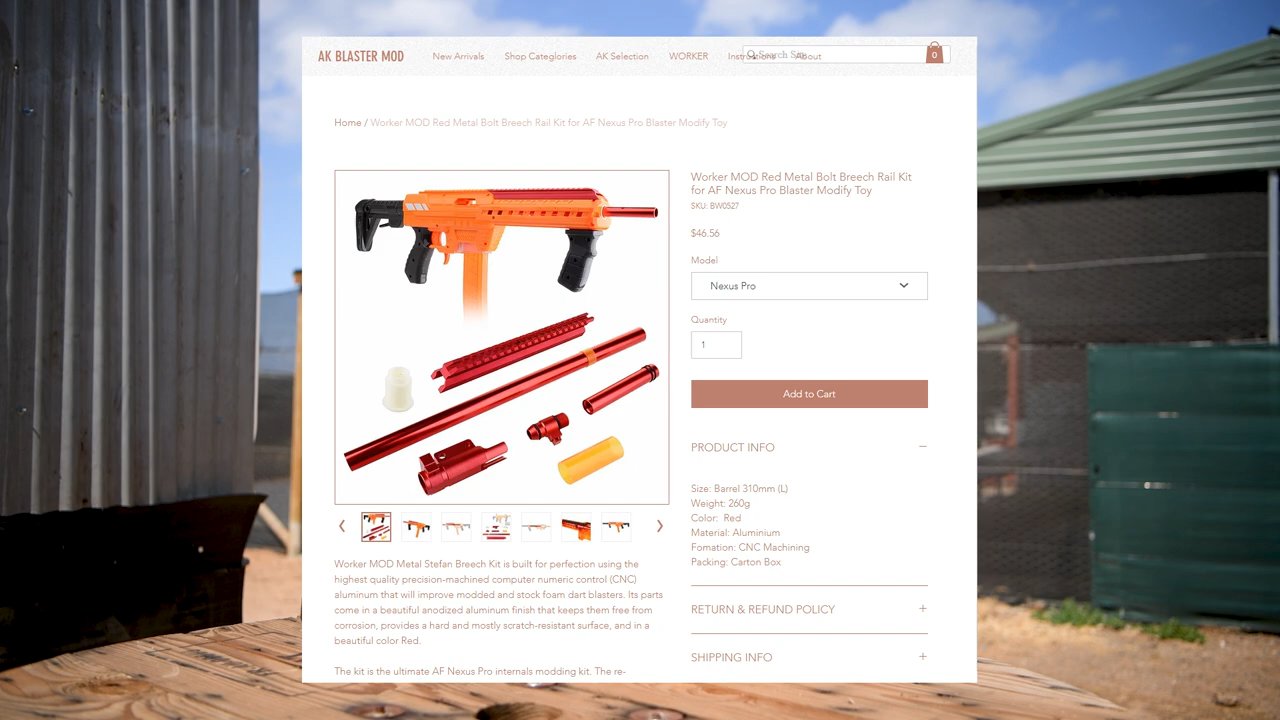 AK BLASTER MOD
New Arrivals
Shop Categlories
AK Selection
WORKER
Instructions
About
Search Site
0
Home / Worker MOD Red Metal Bolt Breech Rail Kit for AF Nexus Pro Blaster Modify Toy
Worker MOD Red Metal Bolt Breech Rail Kit
for AF Nexus Pro Blaster Modify Toy
SKU: BW0527
$46.56
Model
Nexus Pro
Quantity
1
Add to Cart
PRODUCT INFO
Size: Barrel 310mm (L)
Weight: 260g
Color: Red
Material: Aluminium
Fomation: CNC Machining
Packing: Carton Box
RETURN & REFUND POLICY
SHIPPING INFO
Worker MOD Metal Stefan Breech Kit is built for perfection using the
highest quality precision-machined computer numeric control (CNC)
aluminum that will improve modded and stock foam dart blasters. Its parts
come in a beautiful anodized aluminum finish that keeps them free from
corrosion, provides a hard and mostly scratch-resistant surface, and in a
beautiful color Red.
The kit is the ultimate AF Nexus Pro internals modding kit. The re-